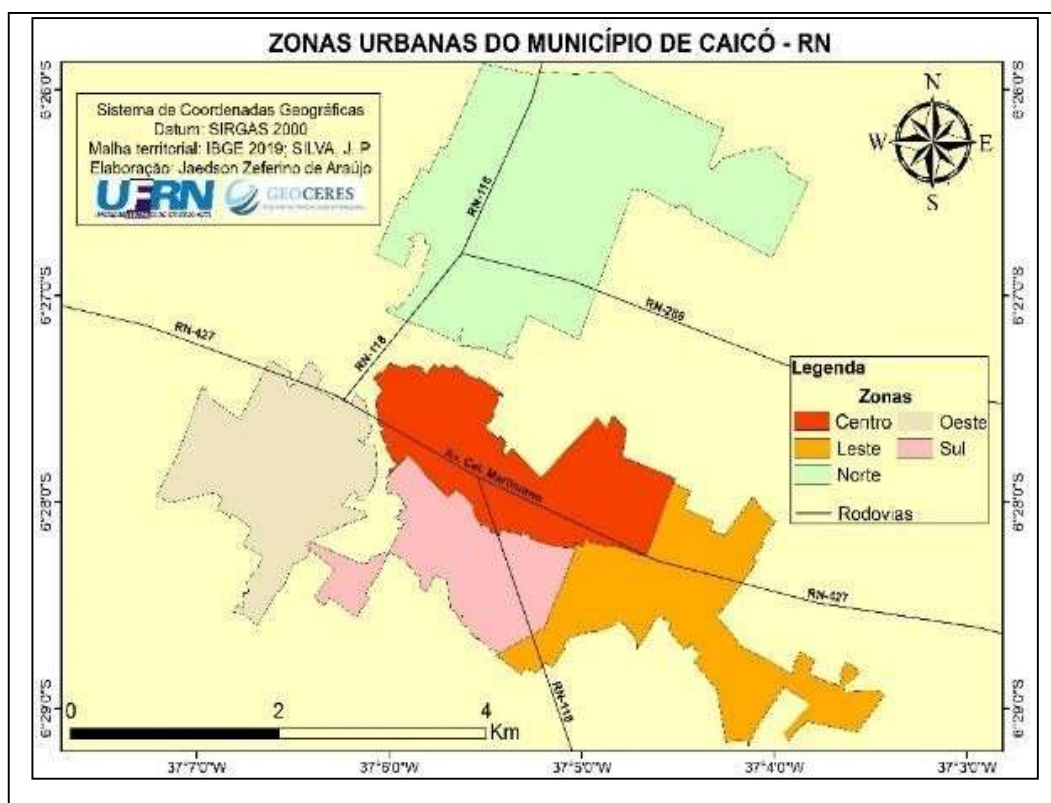 ZONAS URBANAS DO MUNICÍPIO DE CAICÓ - RN
Sistema de Coordenadas Geográficas
Datum: SIRGAS 2000
Malha territorial: IBGE 2019; SILVA, J. P
Elaboração: Jaedson Zeferino de Araújo
UFRN
GEOCERES
N
W E
S
6°26'0"S
6°26'0"S
RN-118
6°27'0"S
6°27'0"S
RN-288
RN-427
RN-118
Legenda
Zonas
Centro Oeste
Leste Sul
Norte
Rodovias
Av. Cel. Martiniano
6°28'0"S
6°28'0"S
RN-427
RN-118
6°29'0"S
6°29'0"S
0 2 4
Km
37°7'0"W 37°6'0"W 37°5'0"W 37°4'0"W 37°3'0"W